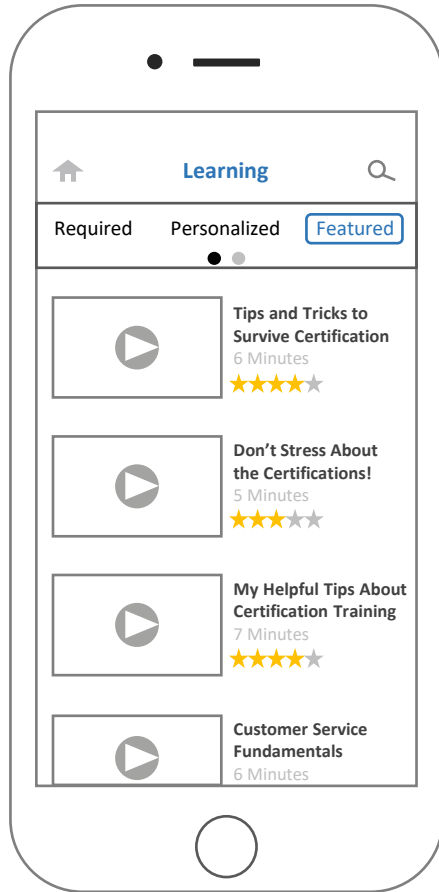 Learning
Required Personalized Featured
Tips and Tricks to
Survive Certification
6 Minutes
Don’t Stress About
the Certifications!
5 Minutes
My Helpful Tips About
Certification Training
7 Minutes
Customer Service
Fundamentals
6 Minutes